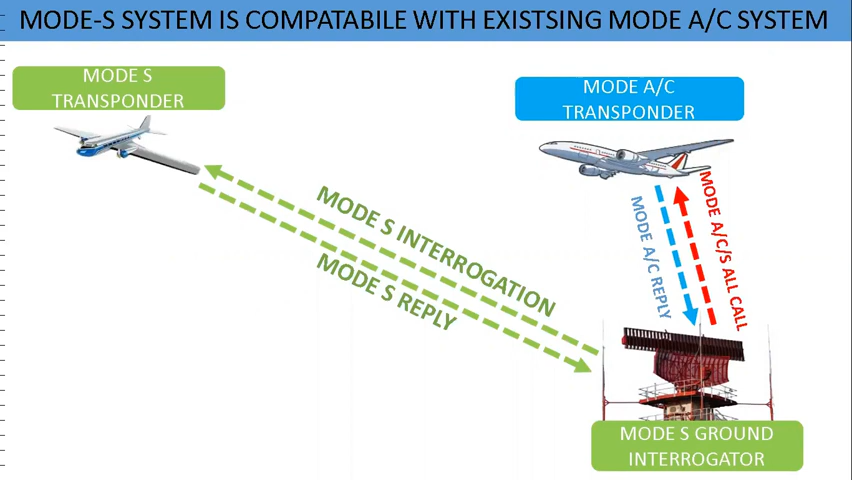 MODE-S SYSTEM IS COMPATABILE WITH EXISTSING MODE A/C SYSTEM
MODE S
TRANSPONDER
MODE A/C
TRANSPONDER
MODE S INTERROGATION
MODE S REPLY
MODE A/C REPLY
MODE A/C/S ALL CALL
MODE S GROUND
INTERROGATOR